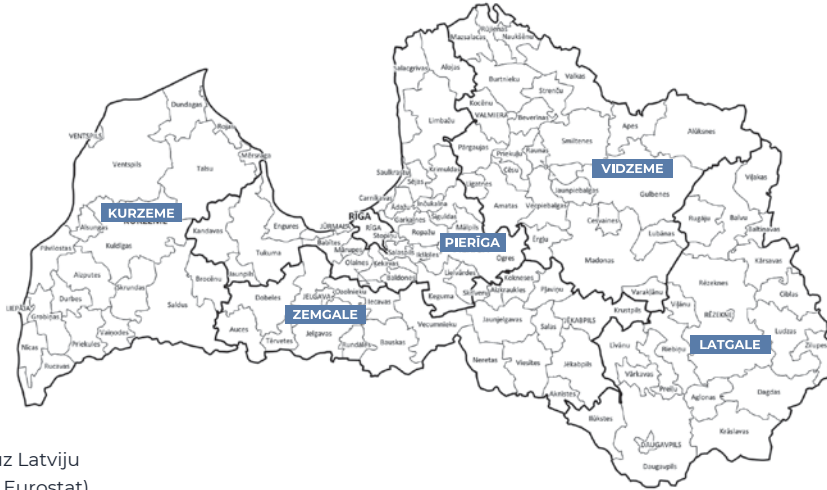 Rūjienas
Mazsalacas
Naukšēnu
Salacgrīvas
Alojas
Burtnieku
Valkas
Strenču
Dundagas
Kocēnu
VALMIERA
Beverīnas
Limbažu
Apes
Alūksnes
Rojas
VENTSPILS
Smiltenes
Pārgaujas
Raunas
Priekuļu
Mērsraga
Ventspils
Talsu
Krimuldas
Līgatnes
Cēsu
VIDZEME
Saulkrastu
Sējas
Viļakas
Jaunpiebalgas
Gulbenes
Carnikavas
Inčukalna
Amatas
Vecpiebalgas
KURZEME
Ādažu
Siguldas
Rugāju
Balvu
RĪGA
Garkalnes
Cesvaines
Alsungas
Engures
JŪRMALA
RĪGA
Mālpils
Baltinavas
Kandavas
Ropažu
Lubānas
Kuldīgas
Stopiņu
Ērgļu
PIERĪGA
Pāvilostas
Babītes
Mārupes
Tukuma
Salaspils
Ikšķiles
Ogres
Madonas
Kārsavas
Olaines
Ķekavas
Aizputes
Jaunpils
Lielvārdes
Brocēnu
Baldones
Kokneses
Rēzeknes
Skrundas
Aizkraukles
Pļaviņu
Varakļānu
Durbes
Dobeles
JELGAVA
Ozolnieku
Ķeguma
Skrīveru
Ciblas
LIEPĀJA
Saldus
Iecavas
Viļānu
Grobiņas
ZEMGALE
Krustpils
RĒZEKNE
Jaunjelgavas
JĒKABPILS
Vecumnieku
Auces
Salas
Ludzas
Vaiņodes
Jelgavas
Tērvetes
Rundāles
Bauskas
Līvānu
Riebiņu
LATGALE
Zilupes
Nīcas
Priekules
Neretas
Viesītes
Jēkabpils
Rucavas
Vārkavas
Preiļu
Dagdas
Aknīstes
Aglonas
Ilūkstes
Krāslavas
DAUGAVPILS
uz Latviju
Daugavpils
Eurostat)